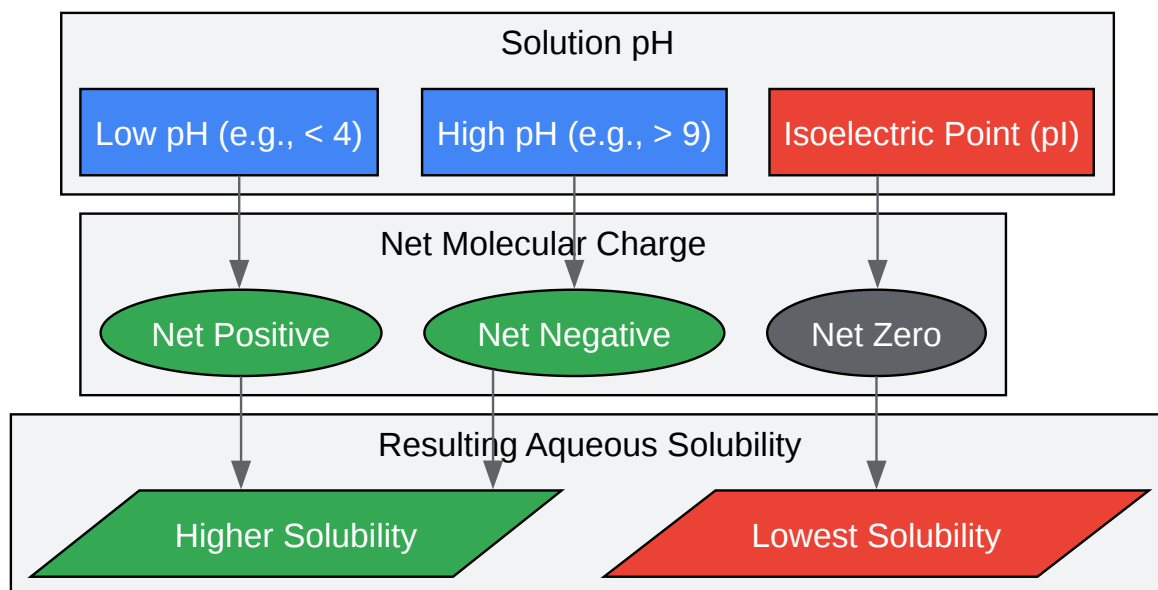 Solution pH
Low pH (e.g., < 4)
High pH (e.g., > 9)
Isoelectric Point (pI)
Net Molecular Charge
Net Positive
Net Negative
Net Zero
Resulting Aqueous Solubility
Higher Solubility
Lowest Solubility